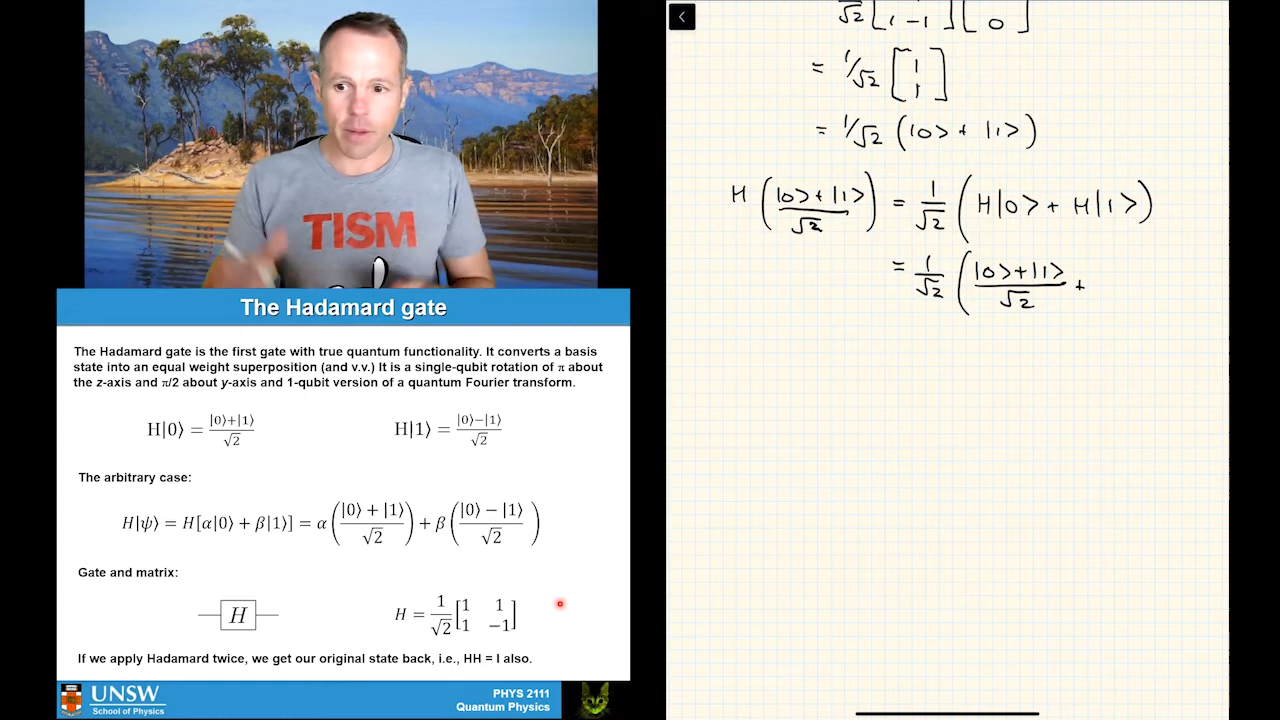 TISM
The Hadamard gate
The Hadamard gate is the first gate with true quantum functionality. It converts a basis
state into an equal weight superposition (and v.v.) It is a single-qubit rotation of π about
the z-axis and π/2 about y-axis and 1-qubit version of a quantum Fourier transform.
H|0⟩ = |0⟩+|1⟩ / √2    H|1⟩ = |0⟩−|1⟩ / √2
The arbitrary case:
H|ψ⟩ = H[α|0⟩ + β|1⟩] = α(|0⟩ + |1⟩ / √2) + β(|0⟩ − |1⟩ / √2)
Gate and matrix:
H    H = 1/√2 [1 1; 1 −1]
If we apply Hadamard twice, we get our original state back, i.e., HH = I also.
UNSW
School of Physics
PHYS 2111
Quantum Physics
√2 [1 −1] [0]
= 1/√2 [1; 1]
= 1/√2 (|0> + |1>)
H (|0> + |1> / √2) = 1/√2 (H|0> + H|1>)
= 1/√2 (|0>+|1> / √2 +